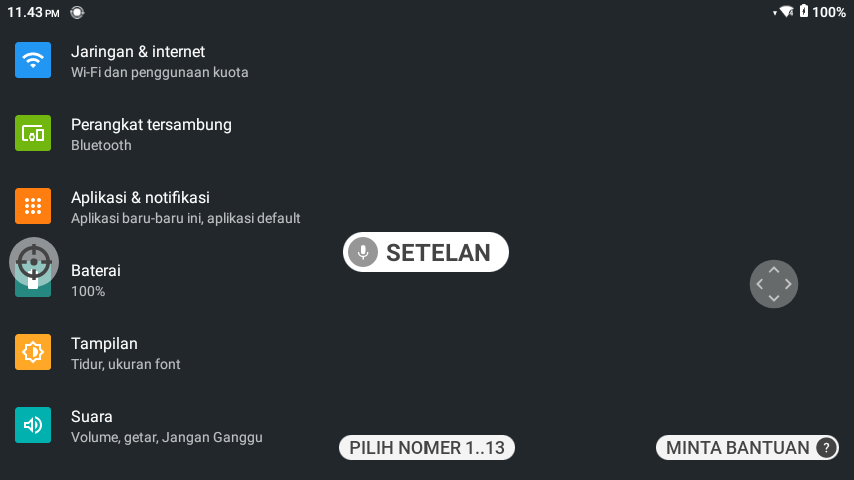 11.43 PM
100%
Jaringan & internet
Wi-Fi dan penggunaan kuota
Perangkat tersambung
Bluetooth
Aplikasi & notifikasi
Aplikasi baru-baru ini, aplikasi default
SETELAN
Baterai
100%
Tampilan
Tidur, ukuran font
Suara
Volume, getar, Jangan Ganggu
PILIH NOMER 1..13
MINTA BANTUAN ?